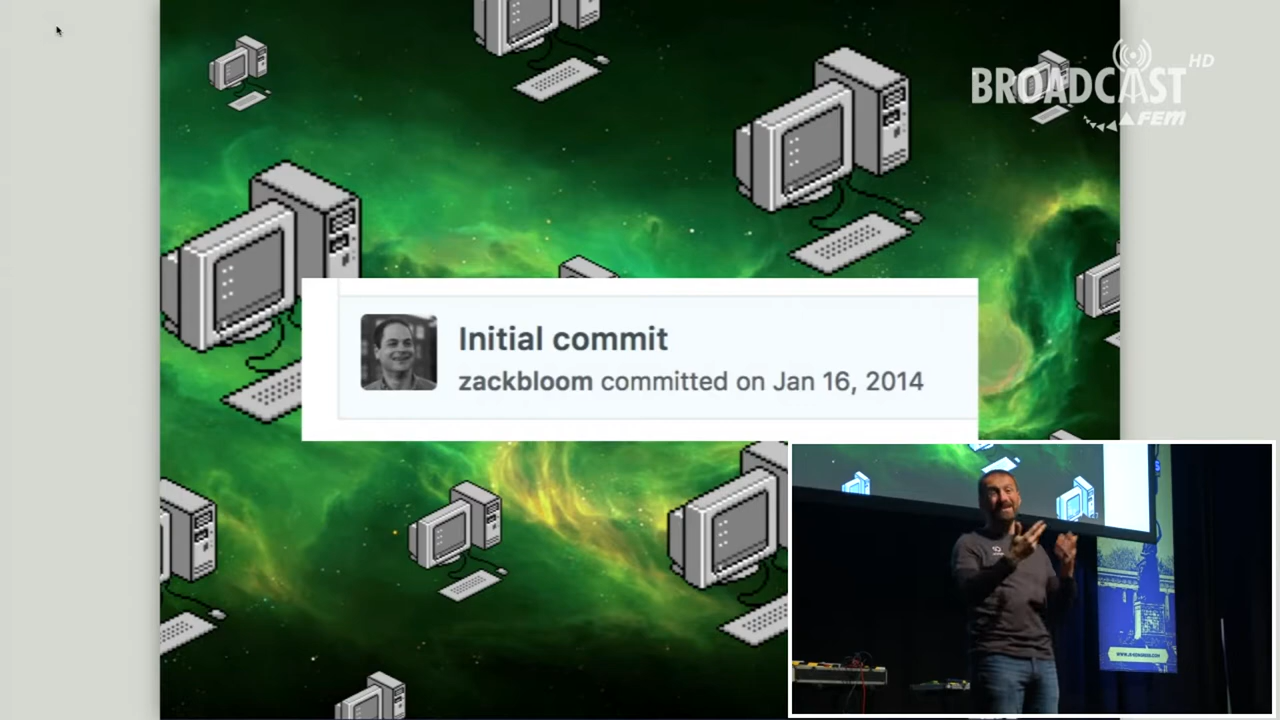 BROADCAST HD
FEM
Initial commit
zackbloom committed on Jan 16, 2014